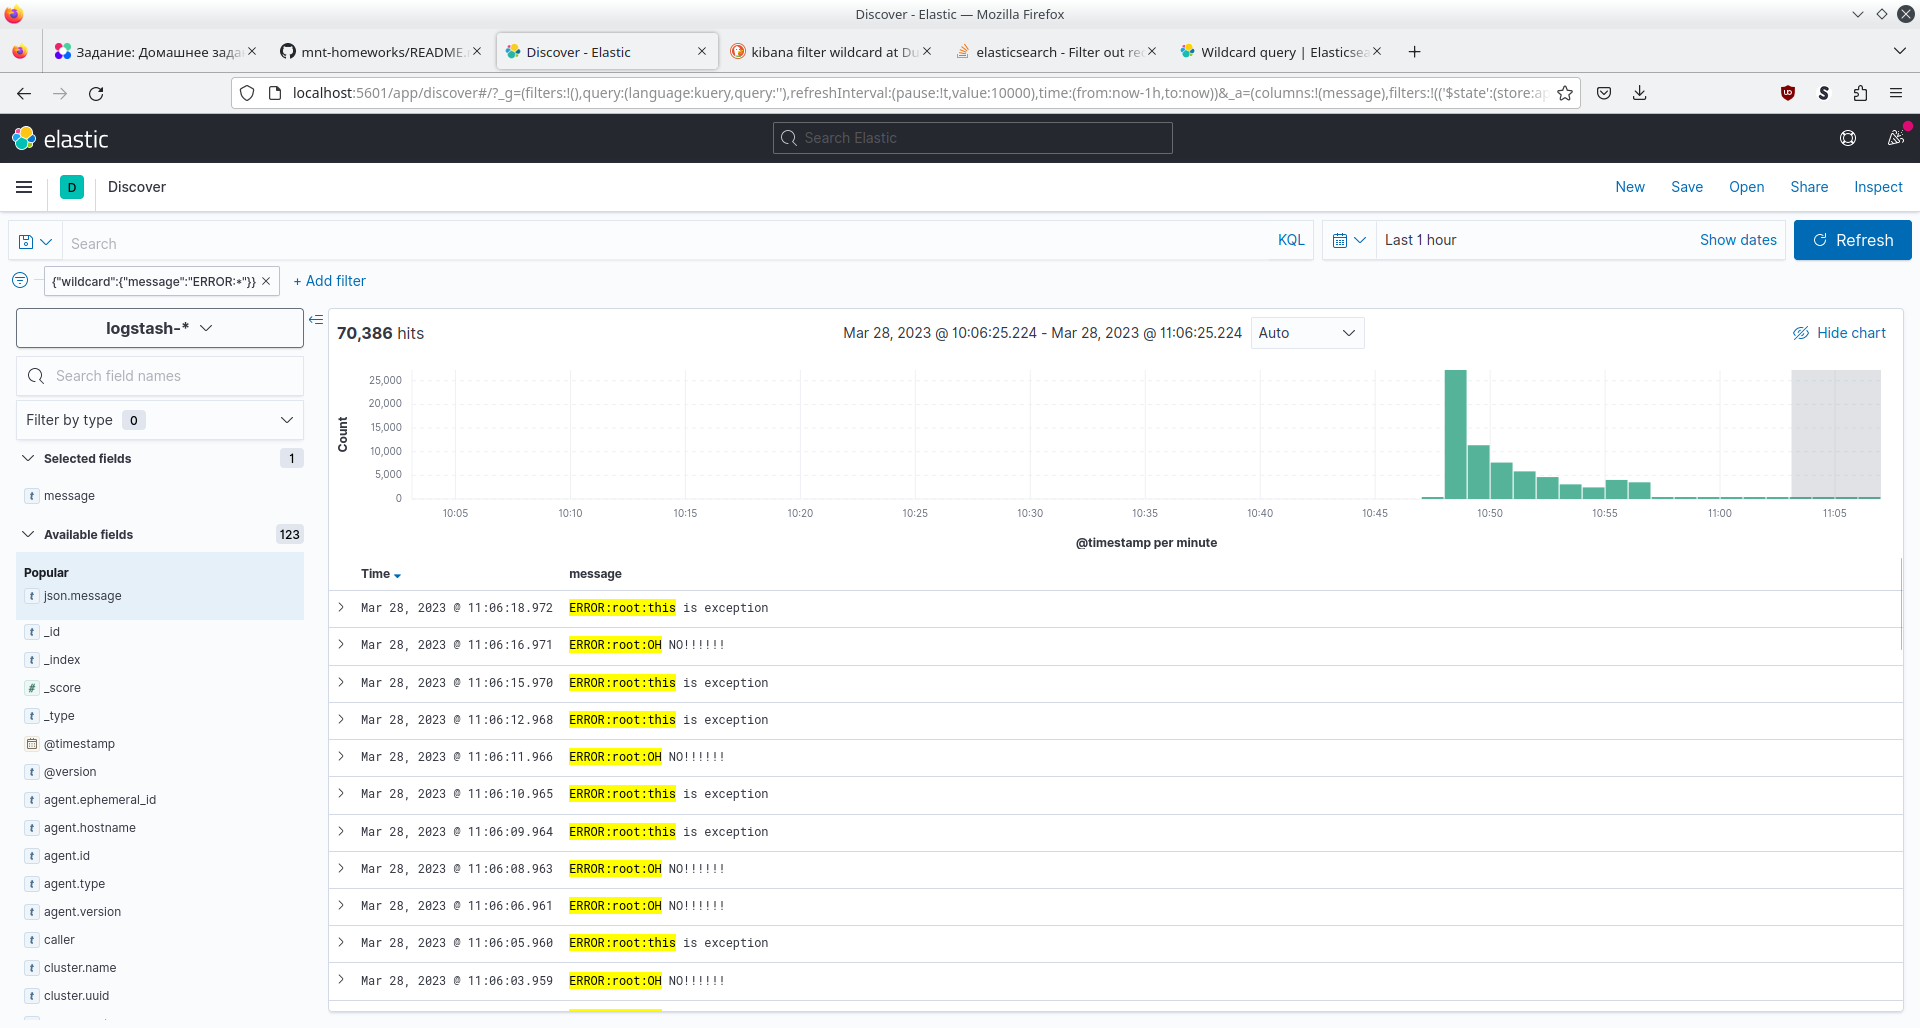 Discover - Elastic — Mozilla Firefox
Задание: Домашнее зада
mnt-homeworks/README.
Discover - Elastic
kibana filter wildcard at Du
elasticsearch - Filter out re
Wildcard query | Elasticsea
localhost:5601/app/discover#/?_g=(filters:!(),query:(language:kuery,query:''),refreshInterval:(pause:!t,value:10000),time:(from:now-1h,to:now))&_a=(columns:!(message),filters:!(('$state':(store:ap
elastic
Search Elastic
D
Discover
New
Save
Open
Share
Inspect
Search
KQL
Last 1 hour
Show dates
Refresh
{"wildcard":{"message":"ERROR:*"}}
+ Add filter
logstash-*
Search field names
Filter by type 0
Selected fields 1
t message
Available fields 123
Popular
t json.message
t _id
t _index
# _score
t _type
@timestamp
t @version
t agent.ephemeral_id
t agent.hostname
t agent.id
t agent.type
t agent.version
t caller
t cluster.name
t cluster.uuid
70,386 hits
Mar 28, 2023 @ 10:06:25.224 - Mar 28, 2023 @ 11:06:25.224
Auto
Hide chart
Count
25,000
20,000
15,000
10,000
5,000
0
10:05 10:10 10:15 10:20 10:25 10:30 10:35 10:40 10:45 10:50 10:55 11:00 11:05
@timestamp per minute
Time message
Mar 28, 2023 @ 11:06:18.972 ERROR:root:this is exception
Mar 28, 2023 @ 11:06:16.971 ERROR:root:OH NO!!!!!!
Mar 28, 2023 @ 11:06:15.970 ERROR:root:this is exception
Mar 28, 2023 @ 11:06:12.968 ERROR:root:this is exception
Mar 28, 2023 @ 11:06:11.966 ERROR:root:OH NO!!!!!!
Mar 28, 2023 @ 11:06:10.965 ERROR:root:this is exception
Mar 28, 2023 @ 11:06:09.964 ERROR:root:this is exception
Mar 28, 2023 @ 11:06:08.963 ERROR:root:OH NO!!!!!!
Mar 28, 2023 @ 11:06:06.961 ERROR:root:OH NO!!!!!!
Mar 28, 2023 @ 11:06:05.960 ERROR:root:this is exception
Mar 28, 2023 @ 11:06:03.959 ERROR:root:OH NO!!!!!!